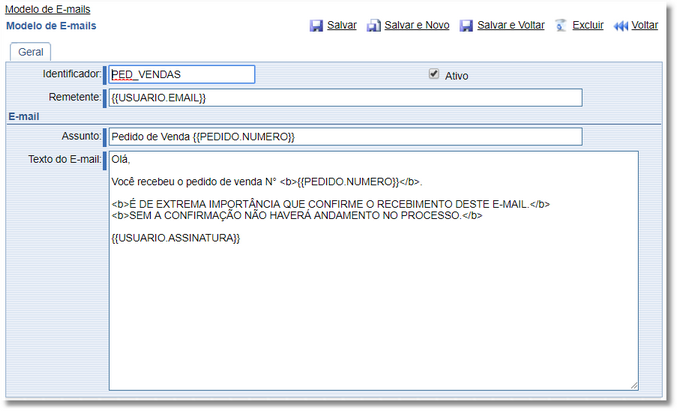 Modelo de E-mails
Modelo de E-mails Salvar Salvar e Novo Salvar e Voltar Excluir Voltar
Geral
Identificador: PED_VENDAS Ativo
Remetente: {{USUARIO.EMAIL}}
E-mail
Assunto: Pedido de Venda {{PEDIDO.NUMERO}}
Texto do E-mail: Olá,
Você recebeu o pedido de venda N° <b>{{PEDIDO.NUMERO}}</b>.
<b>É DE EXTREMA IMPORTÂNCIA QUE CONFIRME O RECEBIMENTO DESTE E-MAIL.</b>
<b>SEM A CONFIRMAÇÃO NÃO HAVERÁ ANDAMENTO NO PROCESSO.</b>
{{USUARIO.ASSINATURA}}